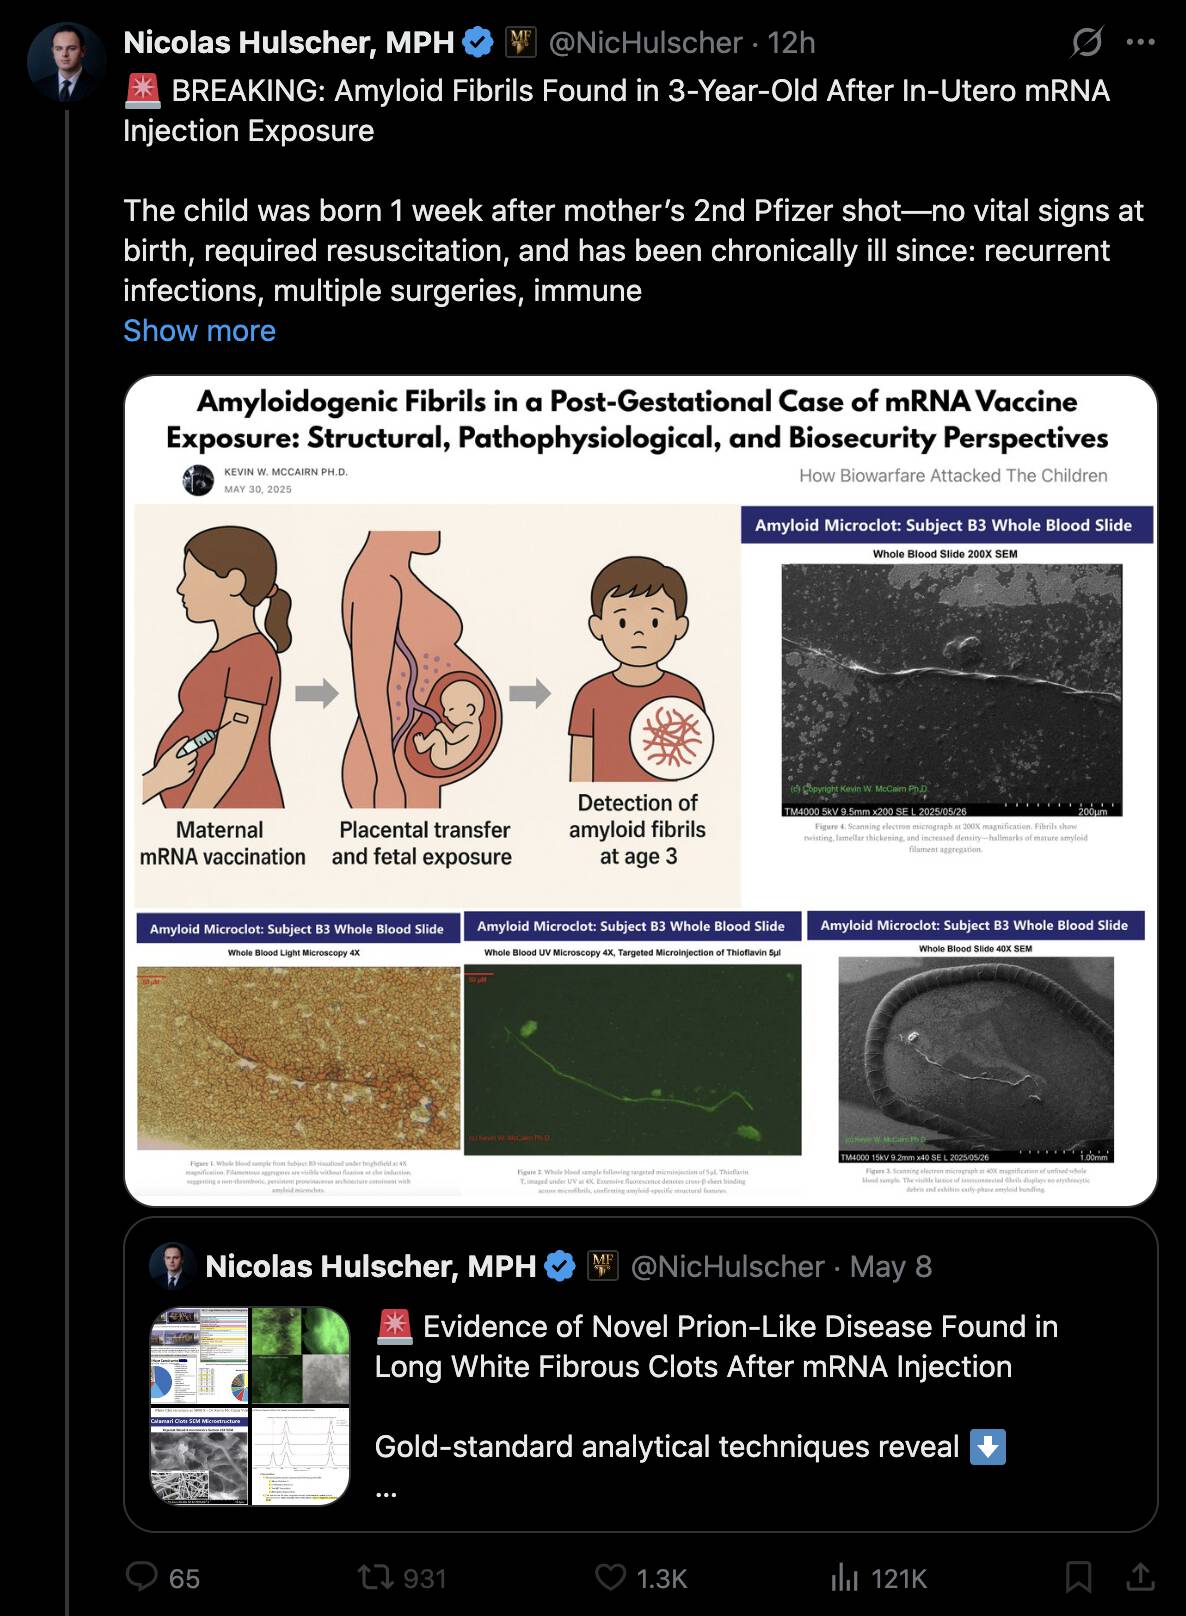 Nicolas Hulscher, MPH MF @NicHulscher · 12h
🚨 BREAKING: Amyloid Fibrils Found in 3-Year-Old After In-Utero mRNA
Injection Exposure
The child was born 1 week after mother's 2nd Pfizer shot—no vital signs at
birth, required resuscitation, and has been chronically ill since: recurrent
infections, multiple surgeries, immune
Show more
Amyloidogenic Fibrils in a Post-Gestational Case of mRNA Vaccine
Exposure: Structural, Pathophysiological, and Biosecurity Perspectives
KEVIN W. MCCAIRN PH.D.
MAY 30, 2025
How Biowarfare Attacked The Children
Maternal
mRNA vaccination
Placental transfer
and fetal exposure
Detection of
amyloid fibrils
at age 3
Amyloid Microclot: Subject B3 Whole Blood Slide
Whole Blood Slide 200X SEM
(c) Copyright Kevin W. McCairn Ph.D.
TM4000 5kV 9.5mm x200 SE L 2025/05/26 200µm
Figure 4. Scanning electron micrograph at 200X magnification. Fibrils show
twisting, lamellar thickening, and increased density—hallmarks of mature amyloid
filament aggregation.
Amyloid Microclot: Subject B3 Whole Blood Slide
Whole Blood Light Microscopy 4X
50 µM
Figure 1. Whole blood sample from Subject B3 visualized under brightfield at 4X
magnification. Filamentous aggregates are visible without fixation or clot induction,
suggesting a non-thrombotic, persistent proteinaceous architecture consistent with
amyloid microclots.
Amyloid Microclot: Subject B3 Whole Blood Slide
Whole Blood UV Microscopy 4X, Targeted Microinjection of Thioflavin 5µl
50 µM
(c) Kevin W. McCairn Ph.D.
Figure 2. Whole blood sample following targeted microinjection of 5µL Thioflavin
T, imaged under UV at 4X. Extensive fluorescence denotes cross-β sheet binding
across microfibrils, confirming amyloid-specific structural features.
Amyloid Microclot: Subject B3 Whole Blood Slide
Whole Blood Slide 40X SEM
(c) Kevin W. McCairn Ph.D.
TM4000 15kV 9.2mm x40 SE L 2025/05/26 1.00mm
Figure 3. Scanning electron micrograph at 40X magnification of unfixed whole
blood sample. The visible lattice of interconnected fibrils displays no erythrocytic
debris and exhibits early-phase amyloid bundling.
Nicolas Hulscher, MPH MF @NicHulscher · May 8
🚨 Evidence of Novel Prion-Like Disease Found in
Long White Fibrous Clots After mRNA Injection
Gold-standard analytical techniques reveal ⬇️
...
Calamari Clots SEM Microstructure
65 931 1.3K 121K